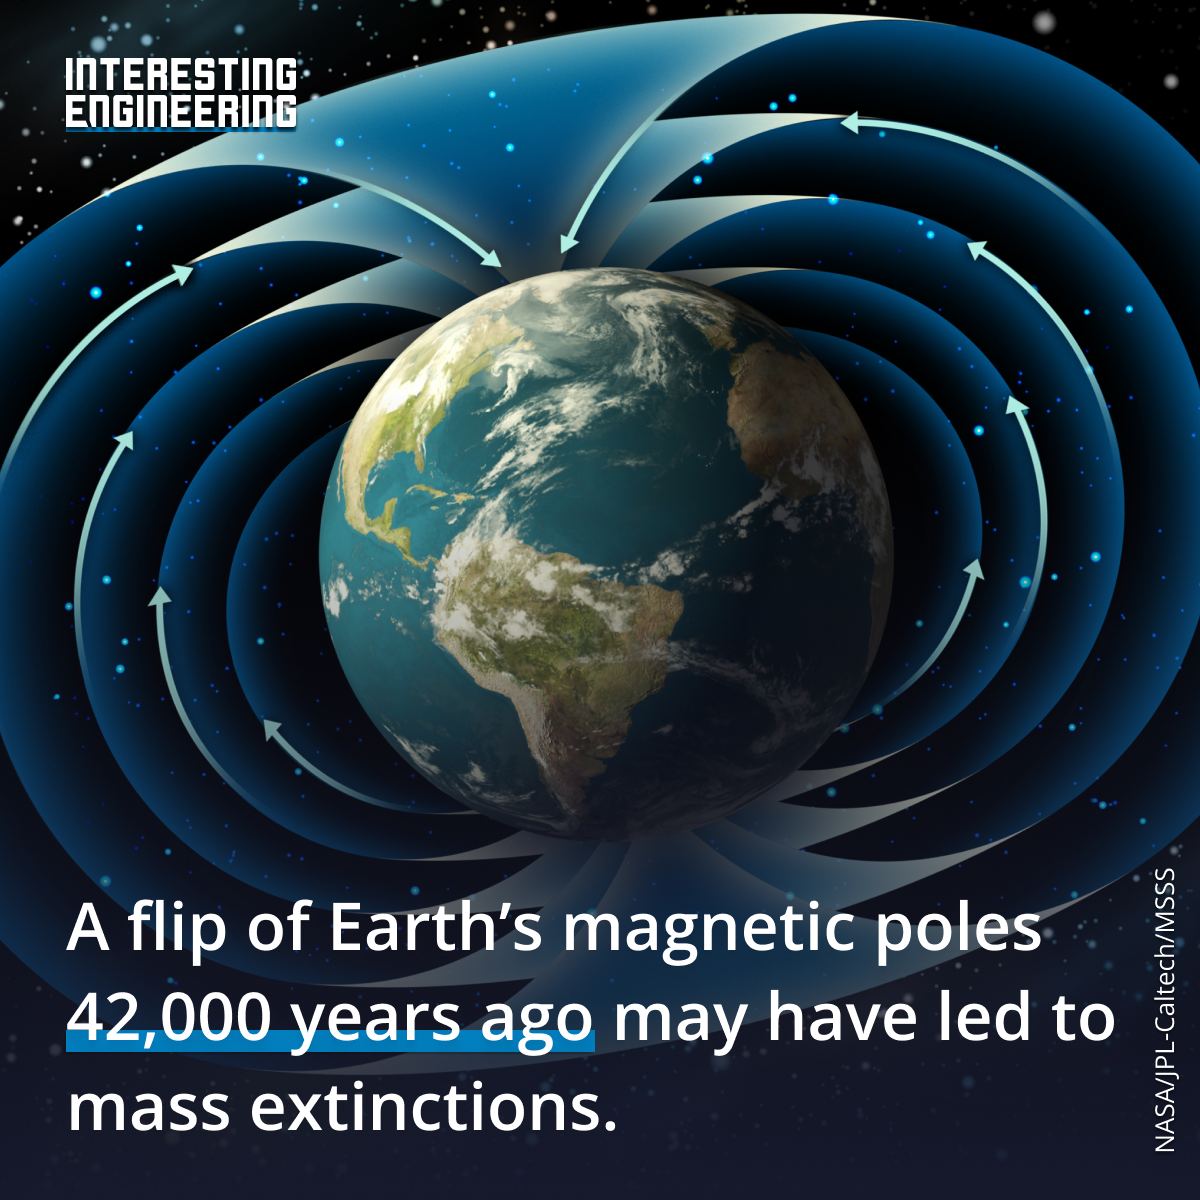 INTERESTING
ENGINEERING
A flip of Earth’s magnetic poles
42,000 years ago may have led to
mass extinctions.
NASA/JPL-Caltech/MSSS